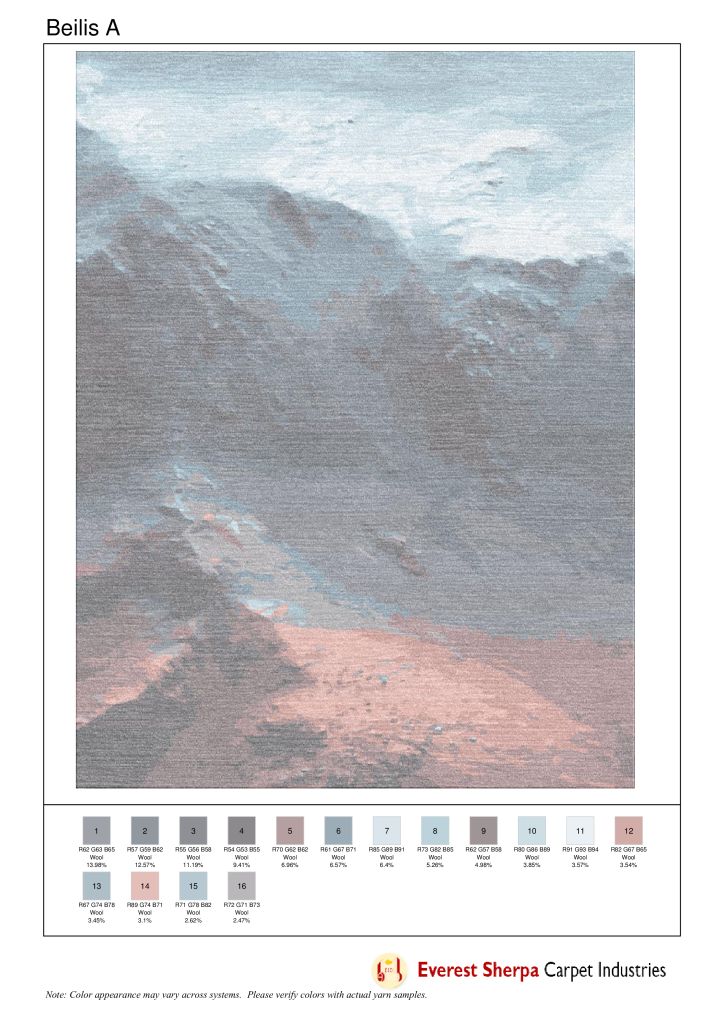 Beilis A
1 2 3 4 5 6 7 8 9 10 11 12
R62 G63 B65 R57 G59 B62 R55 G56 B58 R54 G53 B55 R70 G62 B62 R61 G67 B71 R85 G89 B91 R73 G82 B85 R62 G57 B58 R80 G86 B89 R91 G93 B94 R82 G67 B65
Wool Wool Wool Wool Wool Wool Wool Wool Wool Wool Wool Wool
13.98% 12.57% 11.19% 9.41% 6.96% 6.57% 6.4% 5.26% 4.98% 3.85% 3.57% 3.54%
13 14 15 16
R67 G74 B78 R89 G74 B71 R71 G78 B82 R72 G71 B73
Wool Wool Wool Wool
3.45% 3.1% 2.62% 2.47%
Everest Sherpa Carpet Industries
Note: Color appearance may vary across systems. Please verify colors with actual yarn samples.